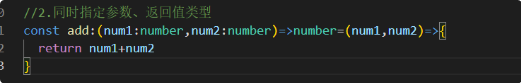 //2.同时指定参数、返回值类型
const add:(num1:number,num2:number)=>number=(num1,num2)=>{
  return num1+num2
}